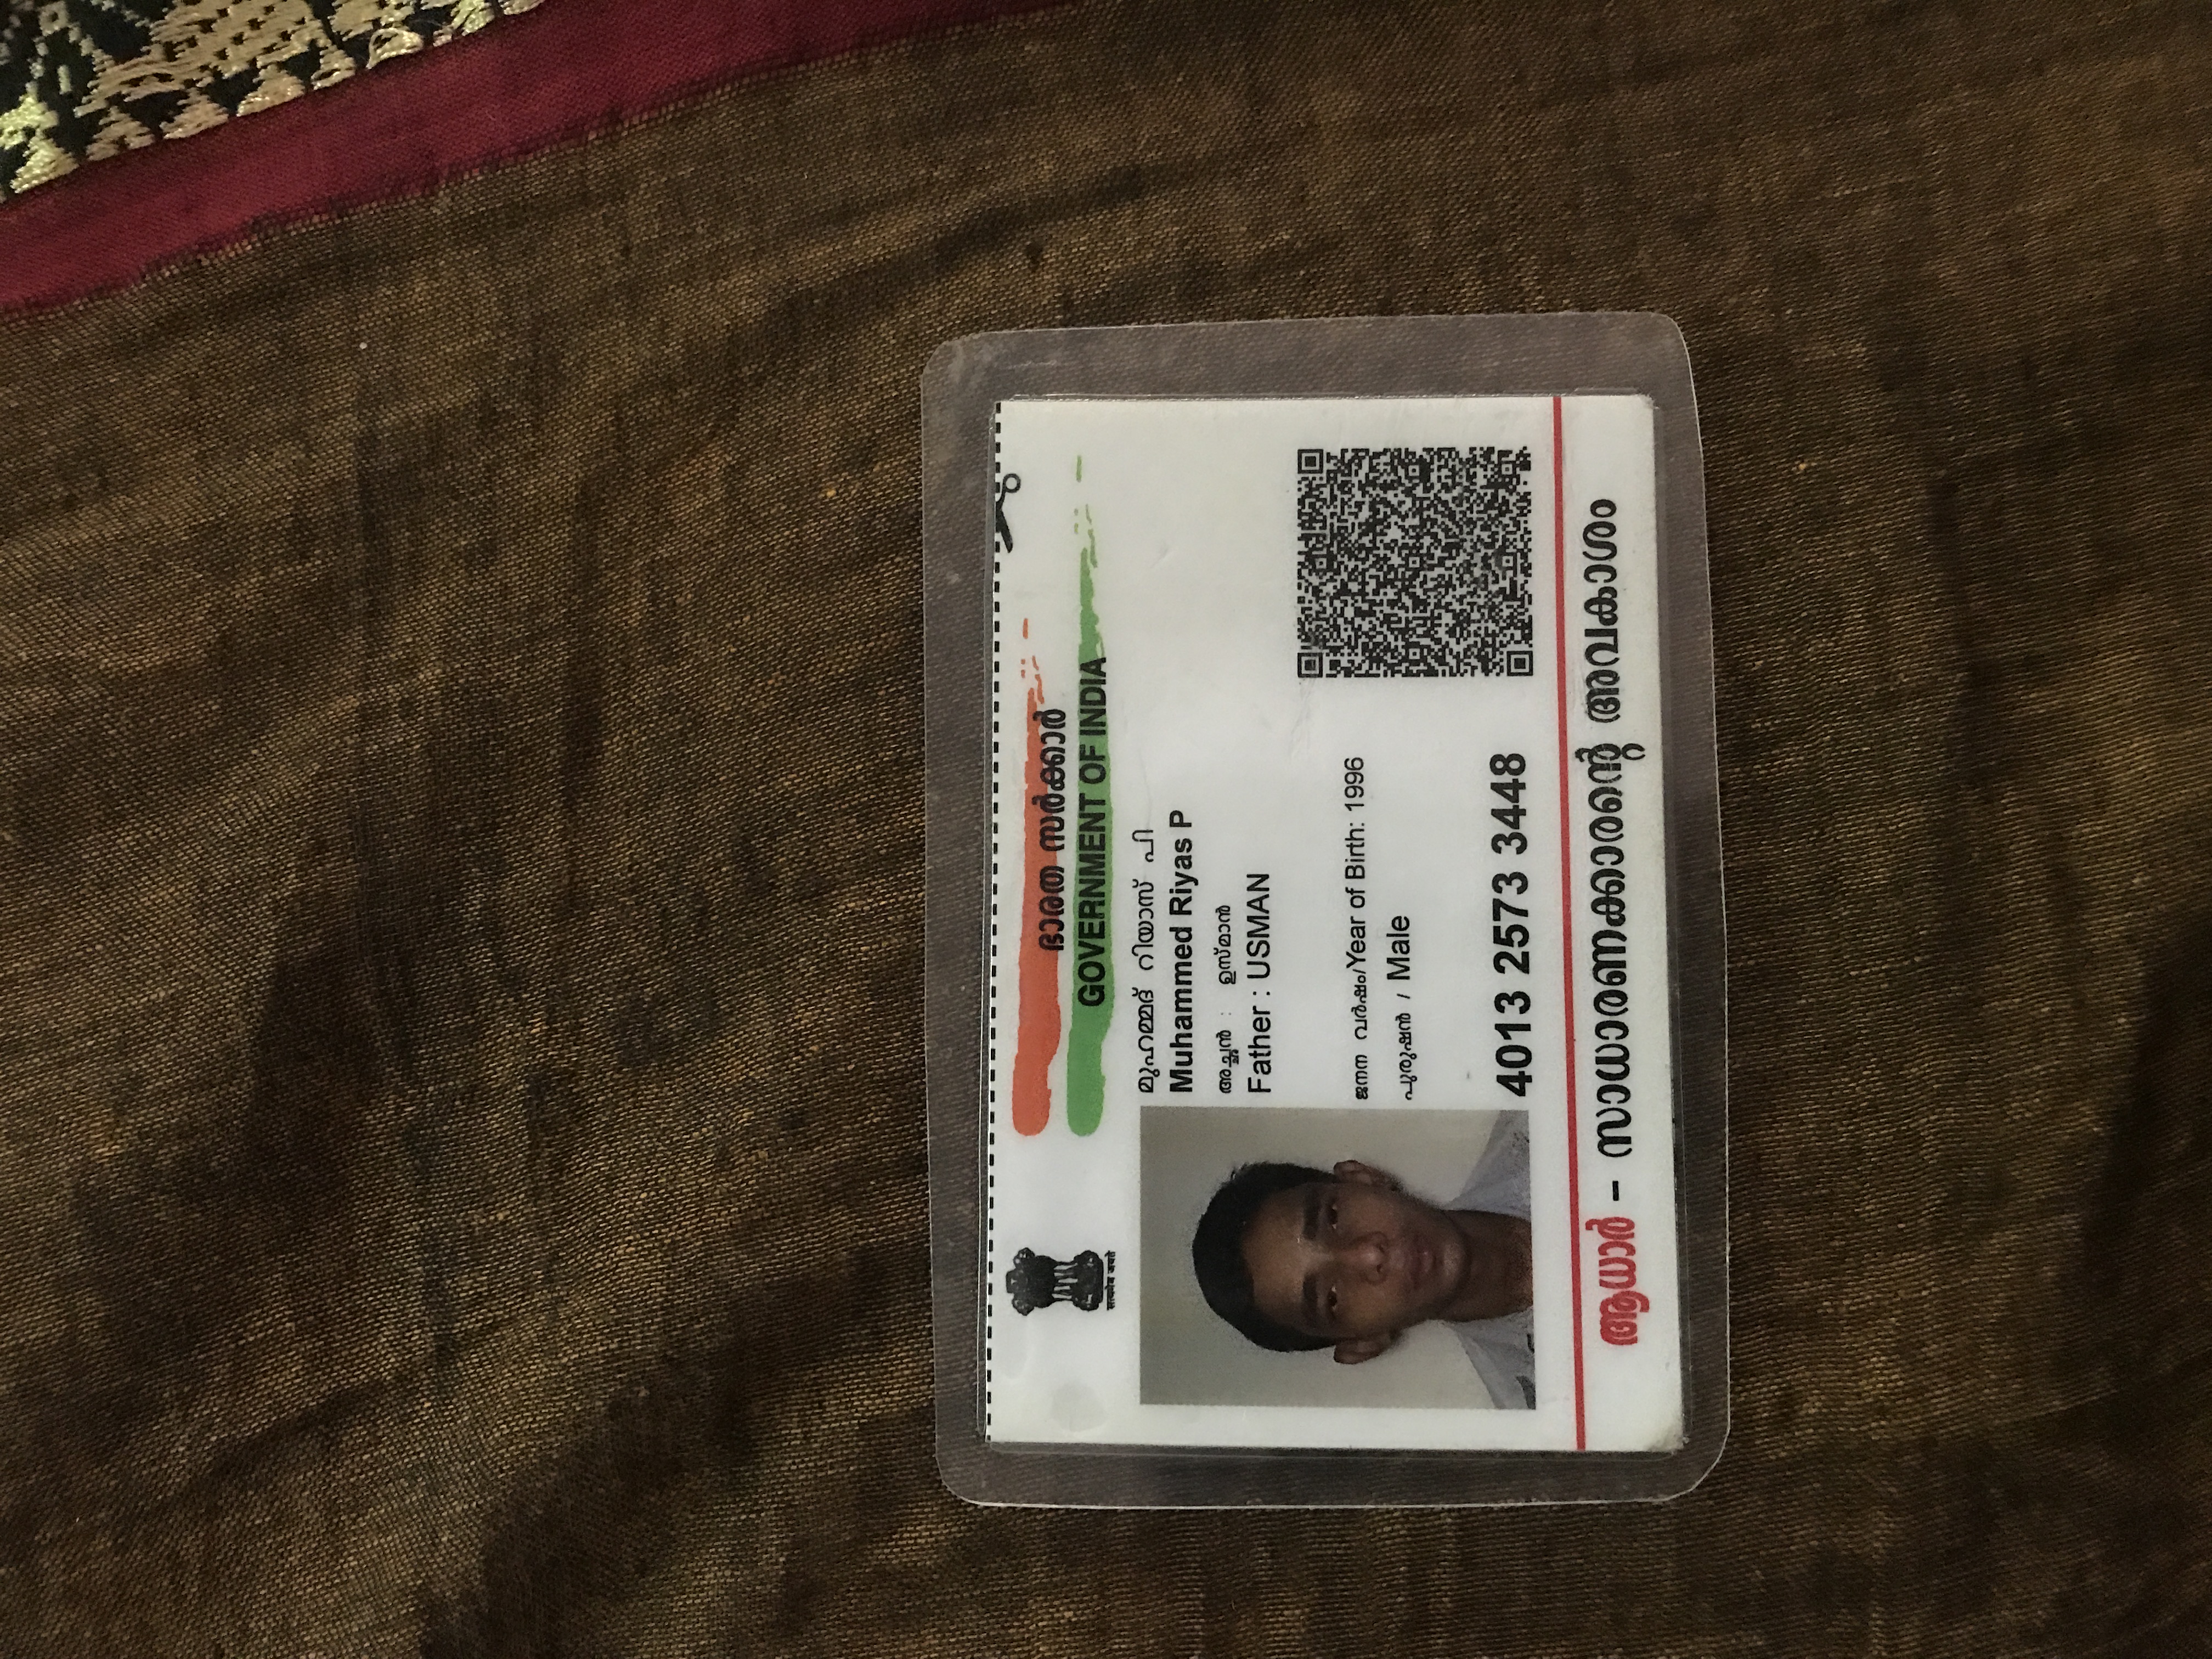 सत्यमेव जयते
ഭാരത സർക്കാർ
GOVERNMENT OF INDIA
മുഹമ്മദ് റിയാസ് പി
Muhammed Riyas P
അച്ഛൻ : ഉസ്മാൻ
Father : USMAN
ജനന വർഷം/Year of Birth: 1996
പുരുഷൻ / Male
4013 2573 3448
ആധാർ - സാധാരണക്കാരന്റെ അവകാശം